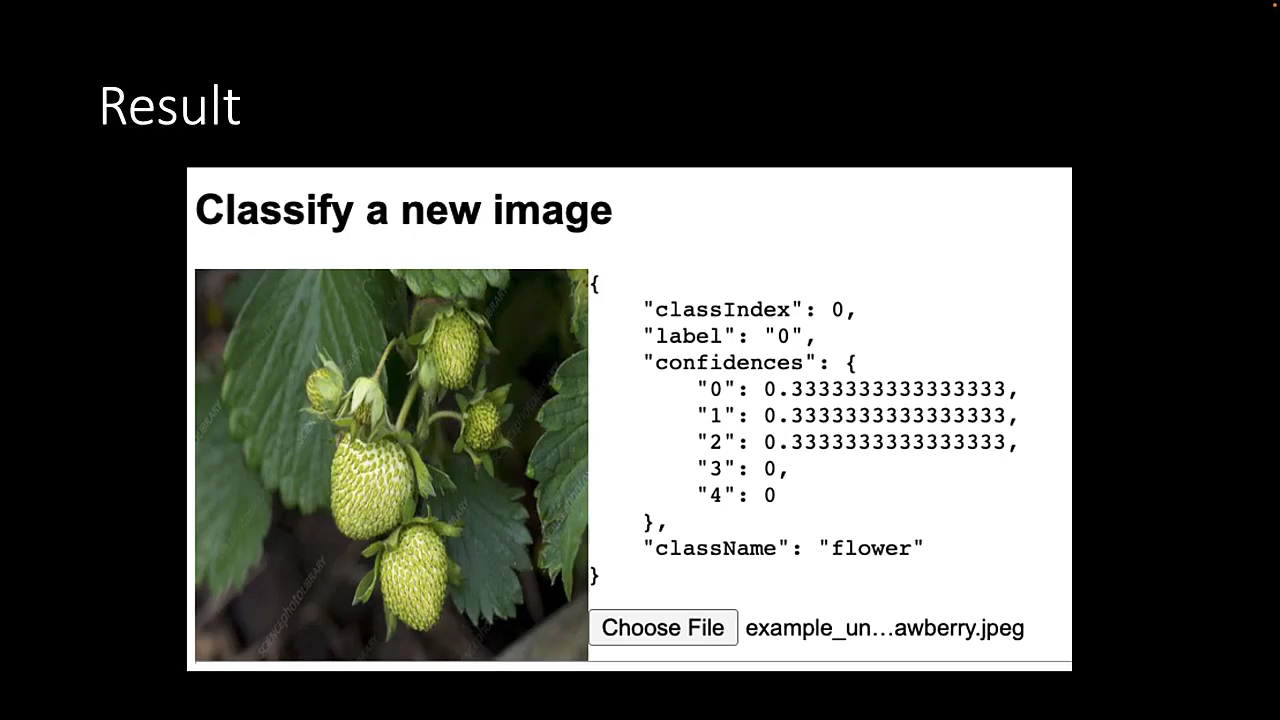 Result
Classify a new image
{
"classIndex": 0,
"label": "0",
"confidences": {
"0": 0.3333333333333333,
"1": 0.3333333333333333,
"2": 0.3333333333333333,
"3": 0,
"4": 0
},
"className": "flower"
}
Choose File example_un...awberry.jpeg